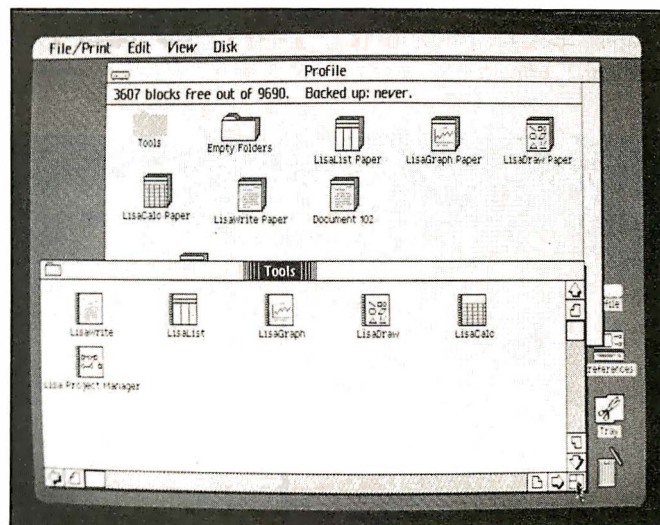 File/Print Edit View Disk
Profile
3607 blocks free out of 9690. Backed up: never.
Tools
Empty Folders
LisaList Paper
LisaGraph Paper
LisaDraw Paper
LisaCalc Paper
LisaWrite Paper
Document 102
Tools
LisaWrite
LisaList
LisaGraph
LisaDraw
LisaCalc
Lisa Project Manager
file
references
Tray